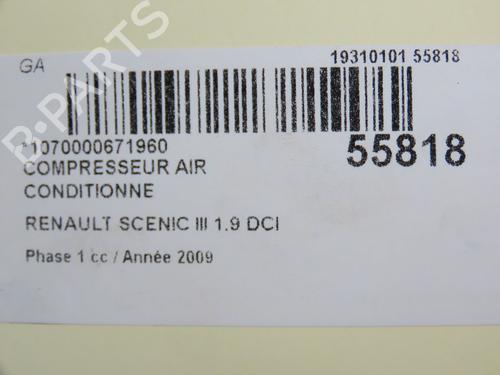 GA
19310101 55818
*1070000671960
55818
COMPRESSEUR AIR
CONDITIONNE
RENAULT SCENIC III 1.9 DCI
Phase 1 cc / Année 2009
B-PARTS